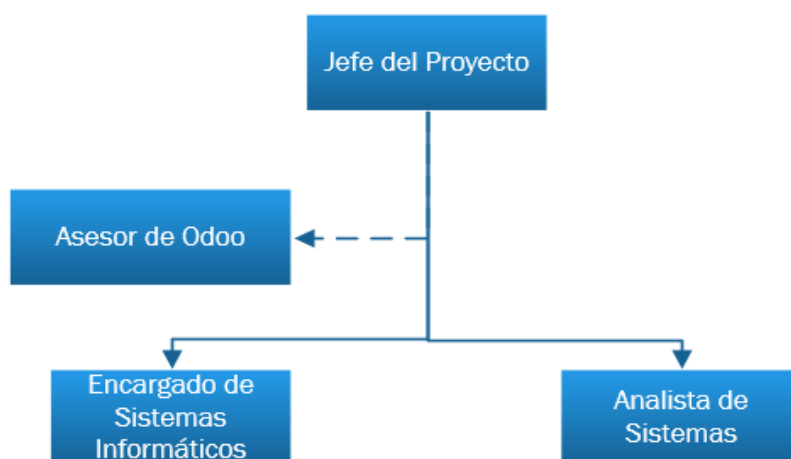 Jefe del Proyecto
Asesor de Odoo
Encargado de
Sistemas
Informáticos
Analista de
Sistemas